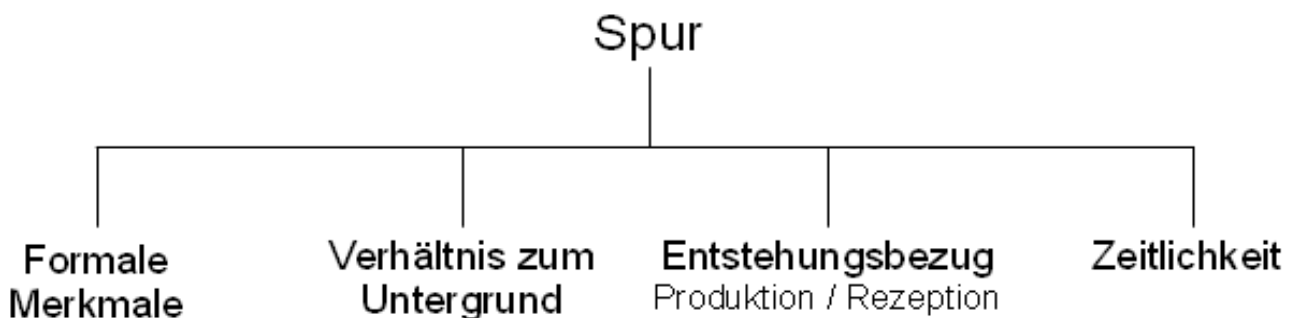 Spur
Formale
Merkmale
Verhältnis zum
Untergrund
Entstehungsbezug
Produktion / Rezeption
Zeitlichkeit